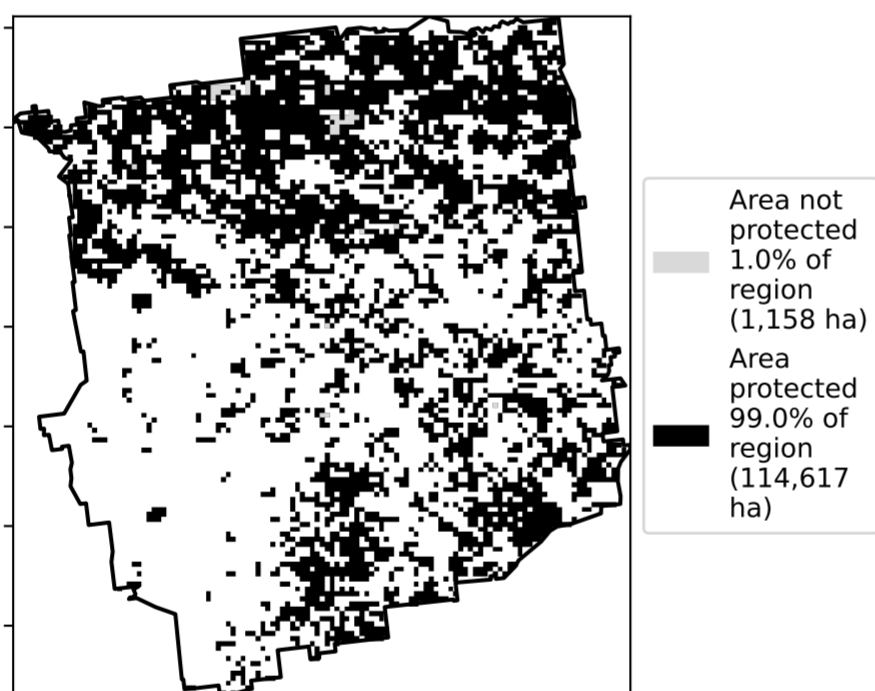 Area not
protected
1.0% of
region
(1,158 ha)
Area
protected
99.0% of
region
(114,617
ha)